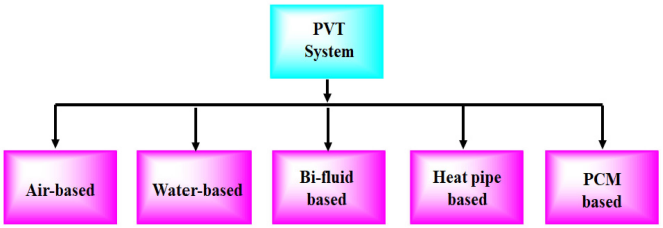 PVT
System
Air-based
Water-based
Bi-fluid
based
Heat pipe
based
PCM
based